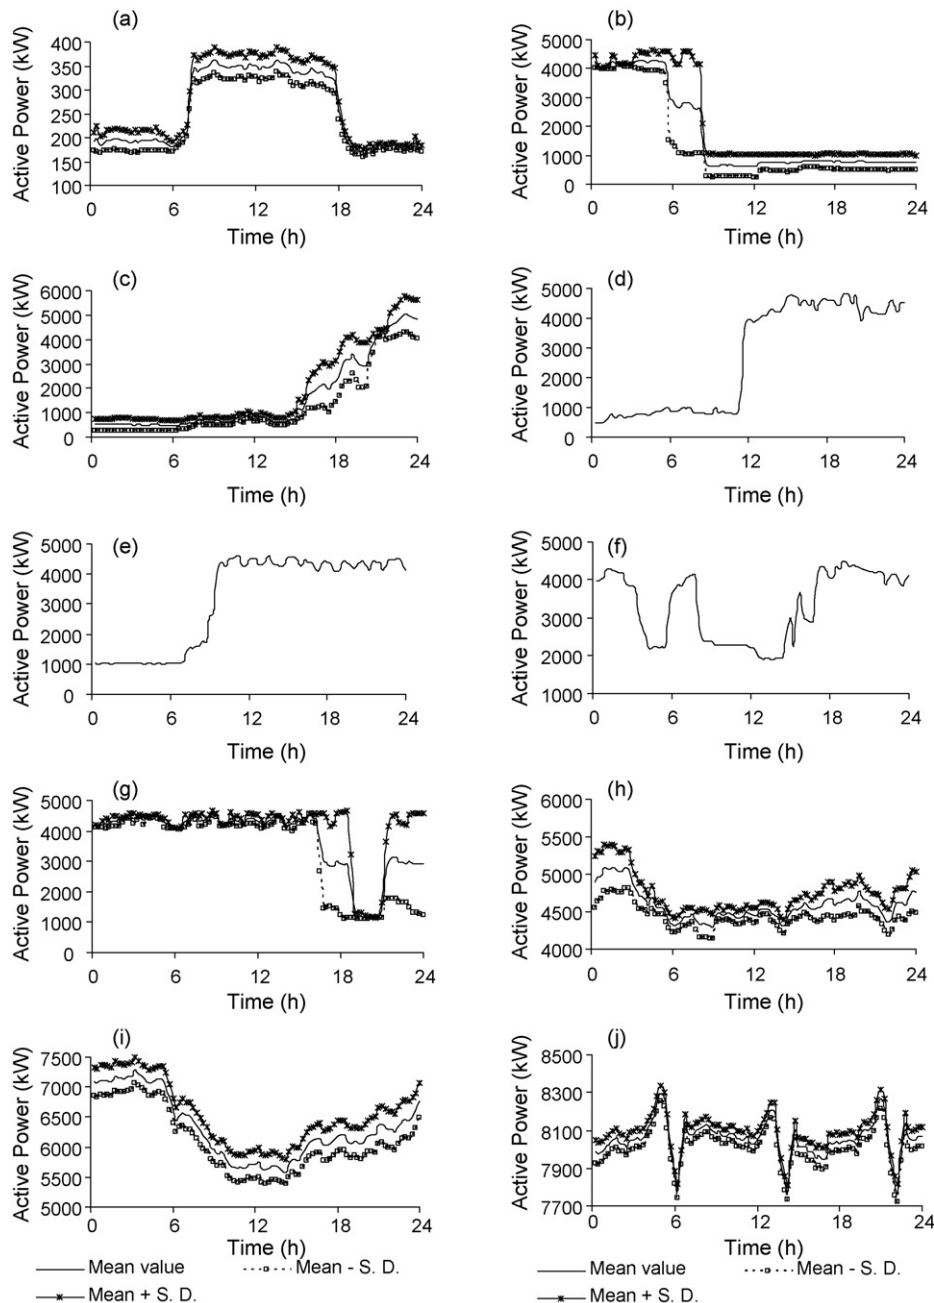 (a)
Active Power (kW)
400
350
300
250
200
150
100
0 6 12 18 24
Time (h)
(b)
Active Power (kW)
5000
4000
3000
2000
1000
0
0 6 12 18 24
Time (h)
(c)
Active Power (kW)
6000
5000
4000
3000
2000
1000
0
0 6 12 18 24
Time (h)
(d)
Active Power (kW)
5000
4000
3000
2000
1000
0
0 6 12 18 24
Time (h)
(e)
Active Power (kW)
5000
4000
3000
2000
1000
0
0 6 12 18 24
Time (h)
(f)
Active Power (kW)
5000
4000
3000
2000
1000
0 6 12 18 24
Time (h)
(g)
Active Power (kW)
5000
4000
3000
2000
1000
0
0 6 12 18 24
Time (h)
(h)
Active Power (kW)
6000
5500
5000
4500
4000
0 6 12 18 24
Time (h)
(i)
Active Power (kW)
7500
7000
6500
6000
5500
5000
0 6 12 18 24
Time (h)
(j)
Active Power (kW)
8500
8300
8100
7900
7700
0 6 12 18 24
Time (h)
Mean value Mean - S. D.
Mean + S. D.
Mean value Mean - S. D.
Mean + S. D.